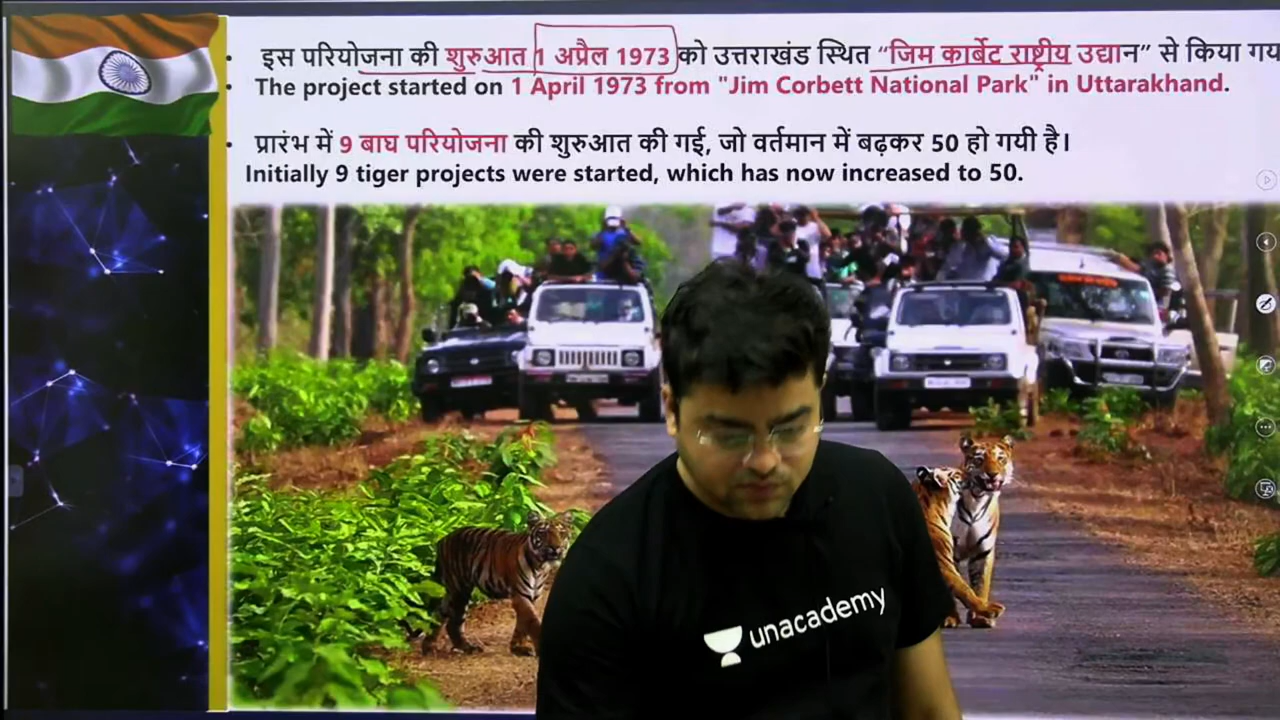 • इस परियोजना की शुरुआत 1 अप्रैल 1973 को उत्तराखंड स्थित “जिम कार्बेट राष्ट्रीय उद्यान” से किया गय
• The project started on 1 April 1973 from "Jim Corbett National Park" in Uttarakhand.
• प्रारंभ में 9 बाघ परियोजना की शुरुआत की गई, जो वर्तमान में बढ़कर 50 हो गयी है।
Initially 9 tiger projects were started, which has now increased to 50.
unacademy